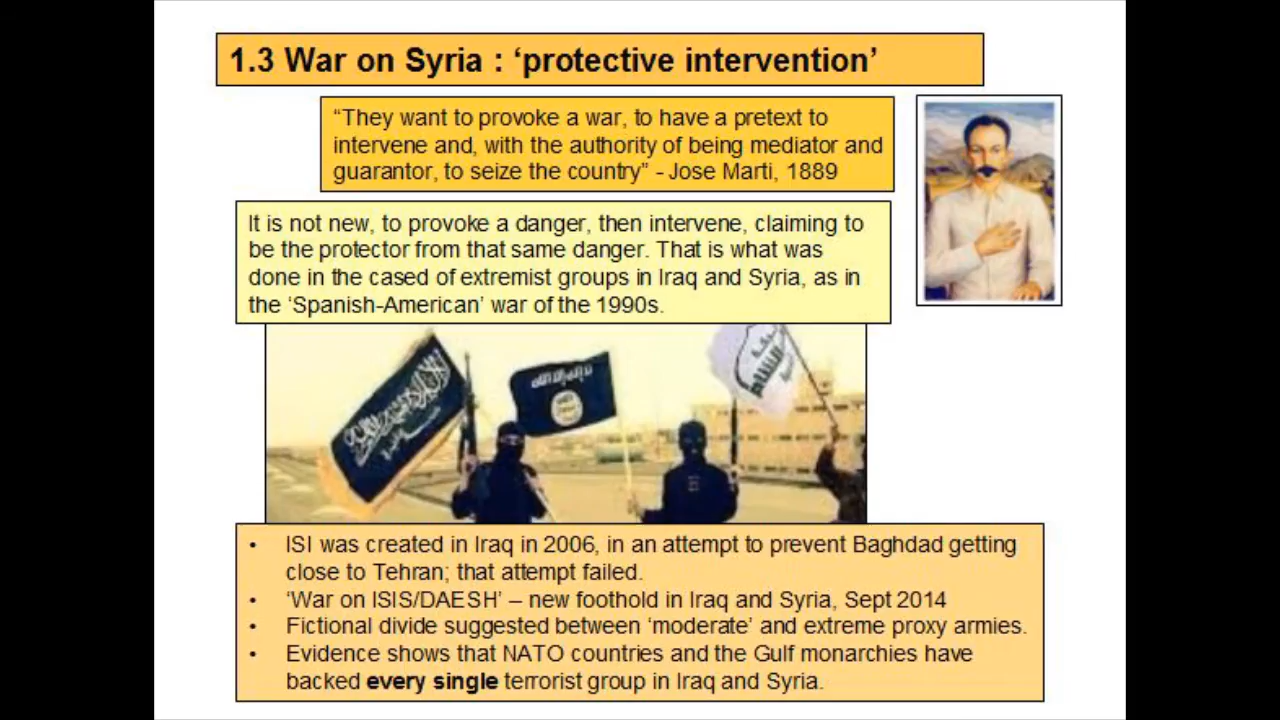 1.3 War on Syria : ‘protective intervention’
“They want to provoke a war, to have a pretext to
intervene and, with the authority of being mediator and
guarantor, to seize the country” - Jose Marti, 1889
It is not new, to provoke a danger, then intervene, claiming to
be the protector from that same danger. That is what was
done in the cased of extremist groups in Iraq and Syria, as in
the ‘Spanish-American’ war of the 1990s.
• ISI was created in Iraq in 2006, in an attempt to prevent Baghdad getting
close to Tehran; that attempt failed.
• ‘War on ISIS/DAESH’ – new foothold in Iraq and Syria, Sept 2014
• Fictional divide suggested between ‘moderate’ and extreme proxy armies.
• Evidence shows that NATO countries and the Gulf monarchies have
backed every single terrorist group in Iraq and Syria.